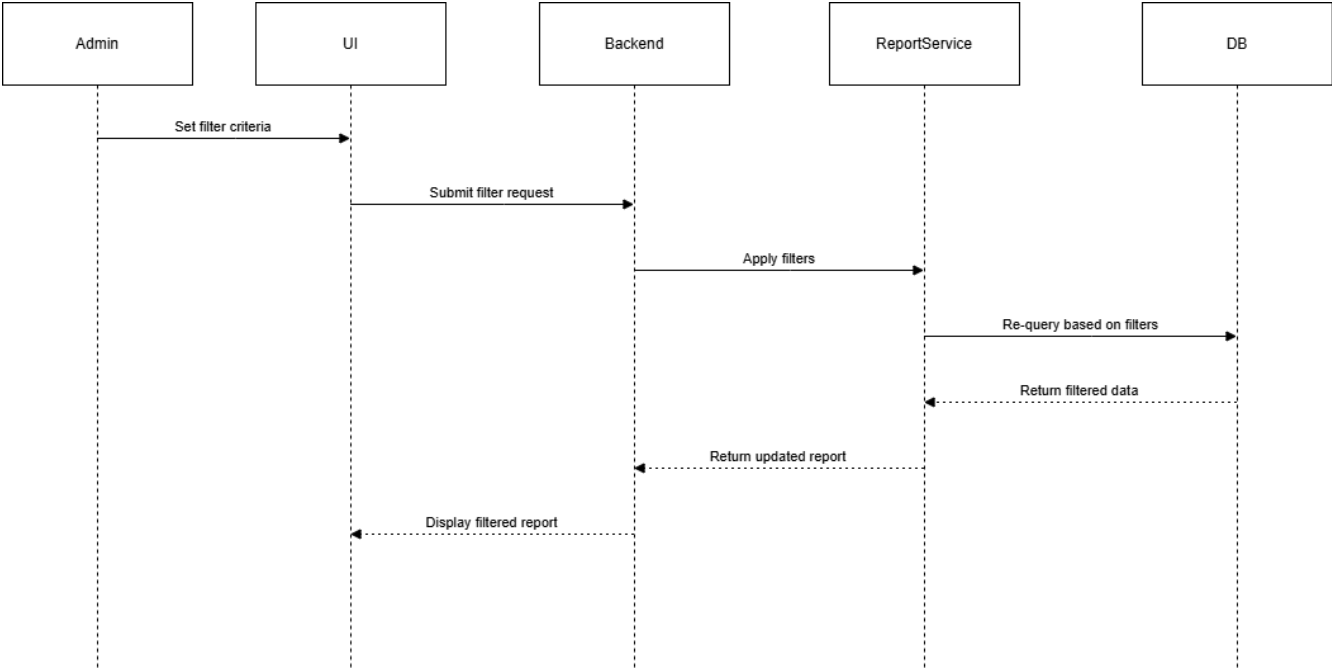 Admin
UI
Backend
ReportService
DB
Set filter criteria
Submit filter request
Apply filters
Re-query based on filters
Return filtered data
Return updated report
Display filtered report